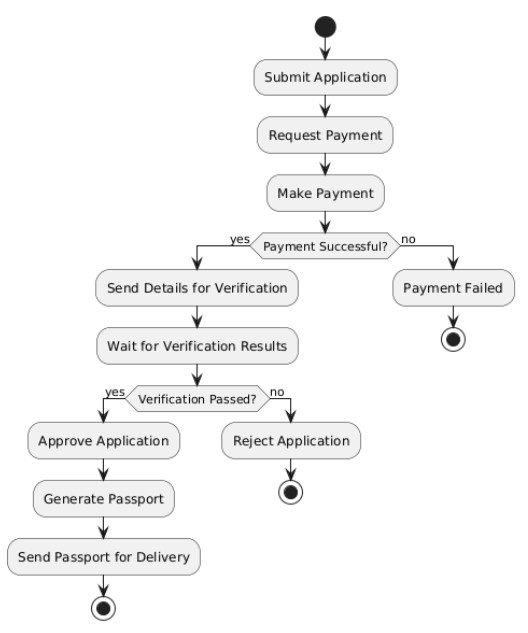 Submit Application
Request Payment
Make Payment
yes
Payment Successful?
no
Send Details for Verification
Payment Failed
Wait for Verification Results
yes
Verification Passed?
no
Approve Application
Reject Application
Generate Passport
Send Passport for Delivery